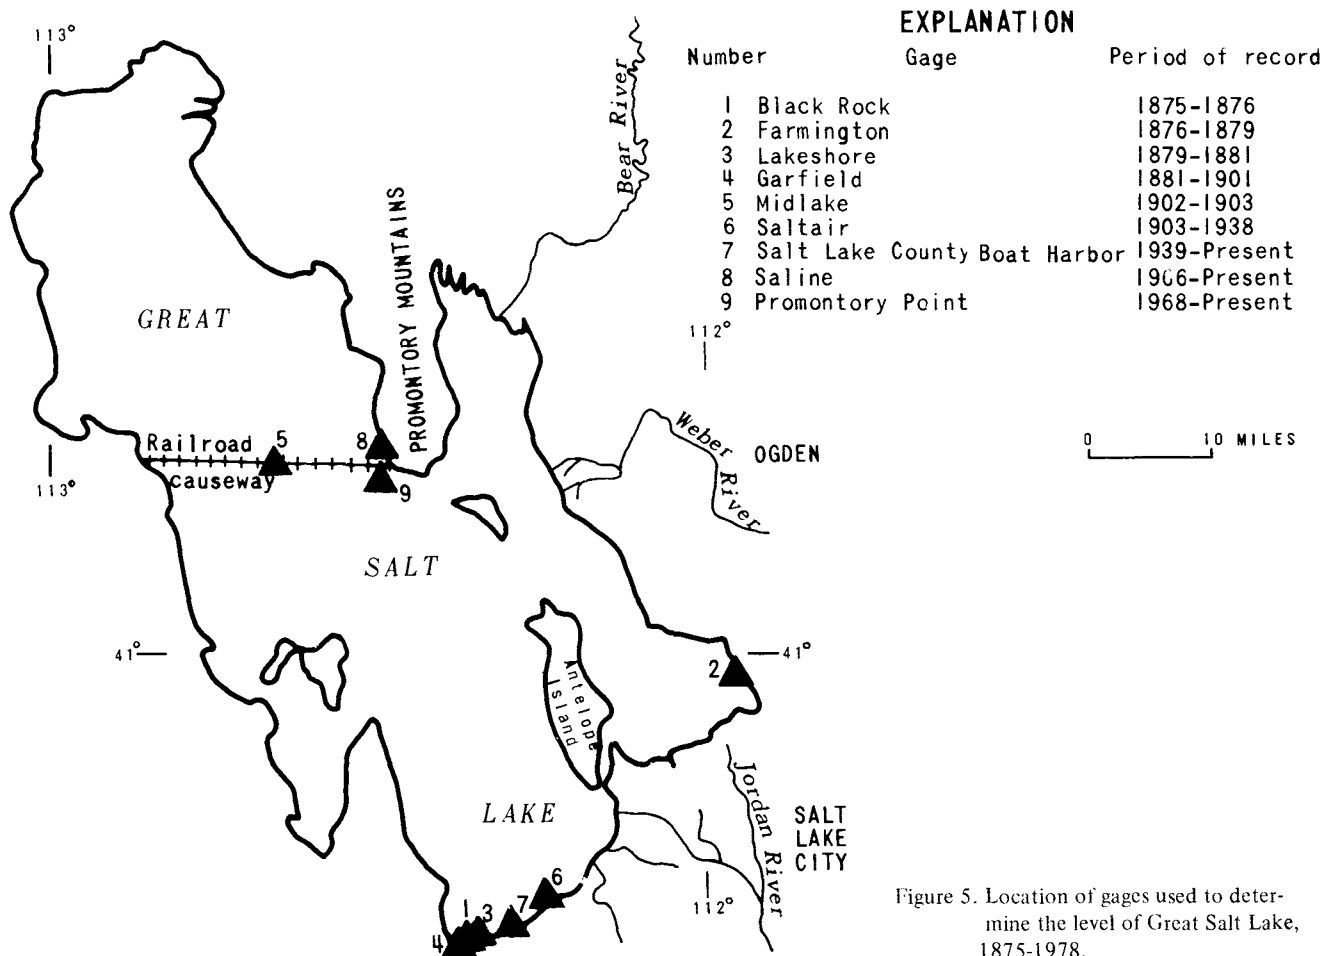 EXPLANATION
Number Gage Period of record
1 Black Rock 1875-1876
2 Farmington 1876-1879
3 Lakeshore 1879-1881
4 Garfield 1881-1901
5 Midlake 1902-1903
6 Saltair 1903-1938
7 Salt Lake County Boat Harbor 1939-Present
8 Saline 1966-Present
9 Promontory Point 1968-Present
113°
Bear River
PROMONTORY MOUNTAINS
GREAT
112°
Railroad
causeway
5
8
9
113°
Weber
River
OGDEN
0 10 MILES
SALT
41°
41°
2
Antelope
Island
LAKE
Jordan River
SALT
LAKE
CITY
112°
6
7
3
1
4
Figure 5. Location of gages used to deter-
mine the level of Great Salt Lake,
1875-1978.